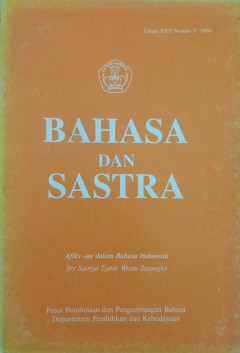 Tahun XVII Nomor 5 1999
BAHASA
DAN
SASTRA
Afiks -an dalam Bahasa Indonesia
Sry Satriya Tjatur Wisnu Sasangka
Pusat Pembinaan dan Pengembangan Bahasa
Departemen Pendidikan dan Kebudayaan